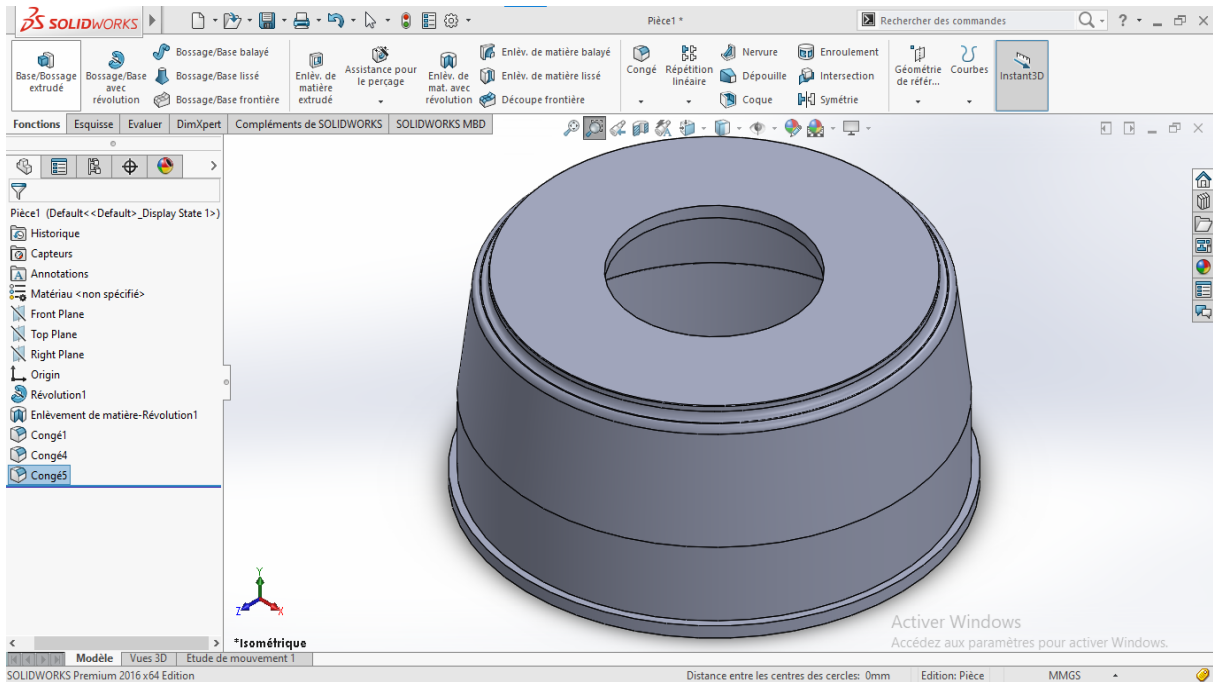 SOLIDWORKS
Pièce1 *
Rechercher des commandes
Base/Bossage extrudé
Bossage/Base avec révolution
Bossage/Base balayé
Bossage/Base lissé
Bossage/Base frontière
Enlèv. de matière extrudé
Assistance pour le perçage
Enlèv. de mat. avec révolution
Enlèv. de matière balayé
Enlèv. de matière lissé
Découpe frontière
Congé
Répétition linéaire
Nervure
Dépouille
Coque
Enroulement
Intersection
Symétrie
Géométrie de référ...
Courbes
Instant3D
Fonctions
Esquisse
Evaluer
DimXpert
Compléments de SOLIDWORKS
SOLIDWORKS MBD
Pièce1 (Default<<Default>_Display State 1>)
Historique
Capteurs
Annotations
Matériau <non spécifié>
Front Plane
Top Plane
Right Plane
Origin
Révolution1
Enlèvement de matière-Révolution1
Congé1
Congé4
Congé5
Y
Z
X
*Isométrique
Activer Windows
Accédez aux paramètres pour activer Windows.
Modèle
Vues 3D
Etude de mouvement 1
SOLIDWORKS Premium 2016 x64 Edition
Distance entre les centres des cercles: 0mm
Edition: Pièce
MMGS